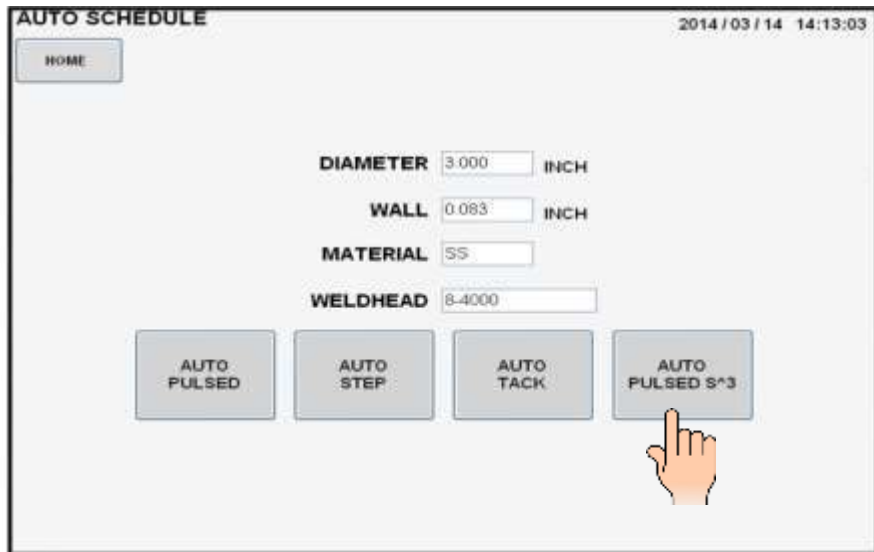 AUTO SCHEDULE
2014 / 03 / 14 14:13:03
HOME
DIAMETER 3.000 INCH
WALL 0.083 INCH
MATERIAL SS
WELDHEAD 8-4000
AUTO PULSED
AUTO STEP
AUTO TACK
AUTO PULSED S^3